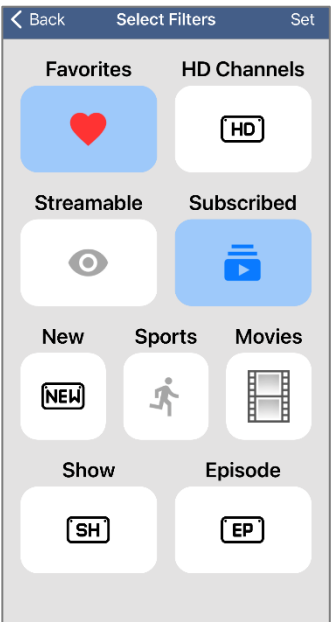 Back Select Filters Set
Favorites HD Channels
HD
Streamable Subscribed
New Sports Movies
NEW
Show Episode
SH EP